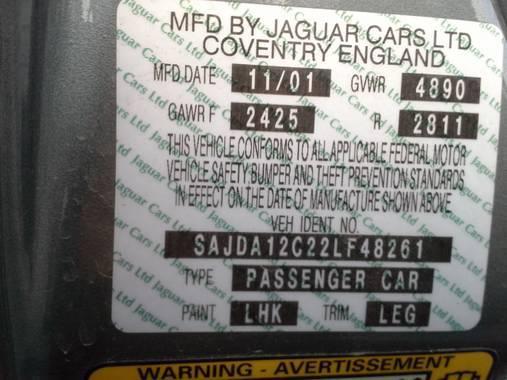 MFD BY JAGUAR CARS LTD
COVENTRY ENGLAND
MFD.DATE 11/01 GVWR 4890
GAWR F 2425 R 2811
THIS VEHICLE CONFORMS TO ALL APPLICABLE FEDERAL MOTOR
VEHICLE SAFETY BUMPER AND THEFT PREVENTION STANDARDS
IN EFFECT ON THE DATE OF MANUFACTURE SHOWN ABOVE
VEH IDENT NO.
SAJDA12C22LF48261
TYPE PASSENGER CAR
PAINT LHK TRIM LEG
WARNING - AVERTISSEMENT